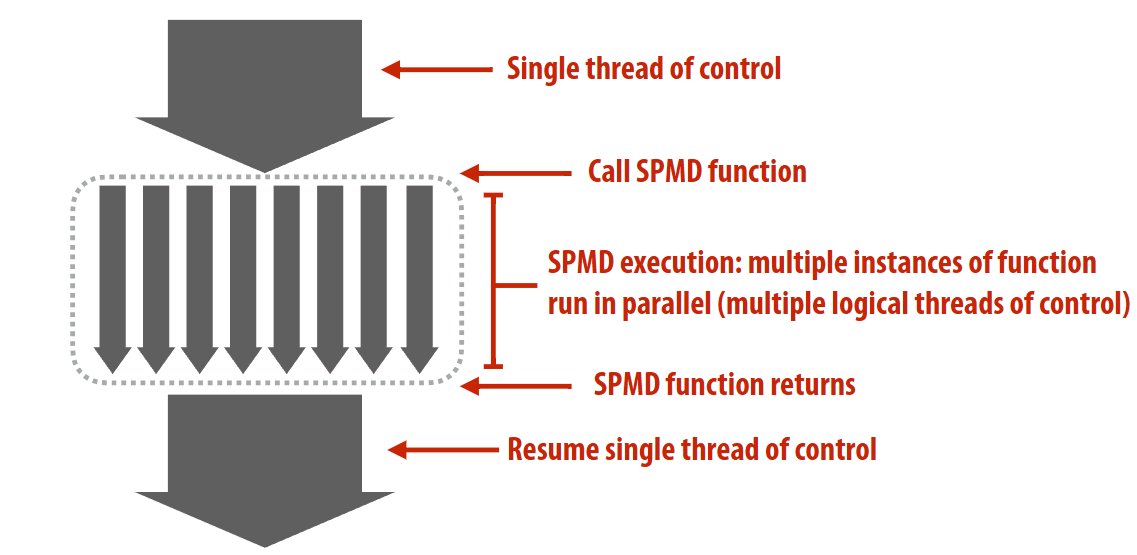 Single thread of control
Call SPMD function
SPMD execution: multiple instances of function
run in parallel (multiple logical threads of control)
SPMD function returns
Resume single thread of control